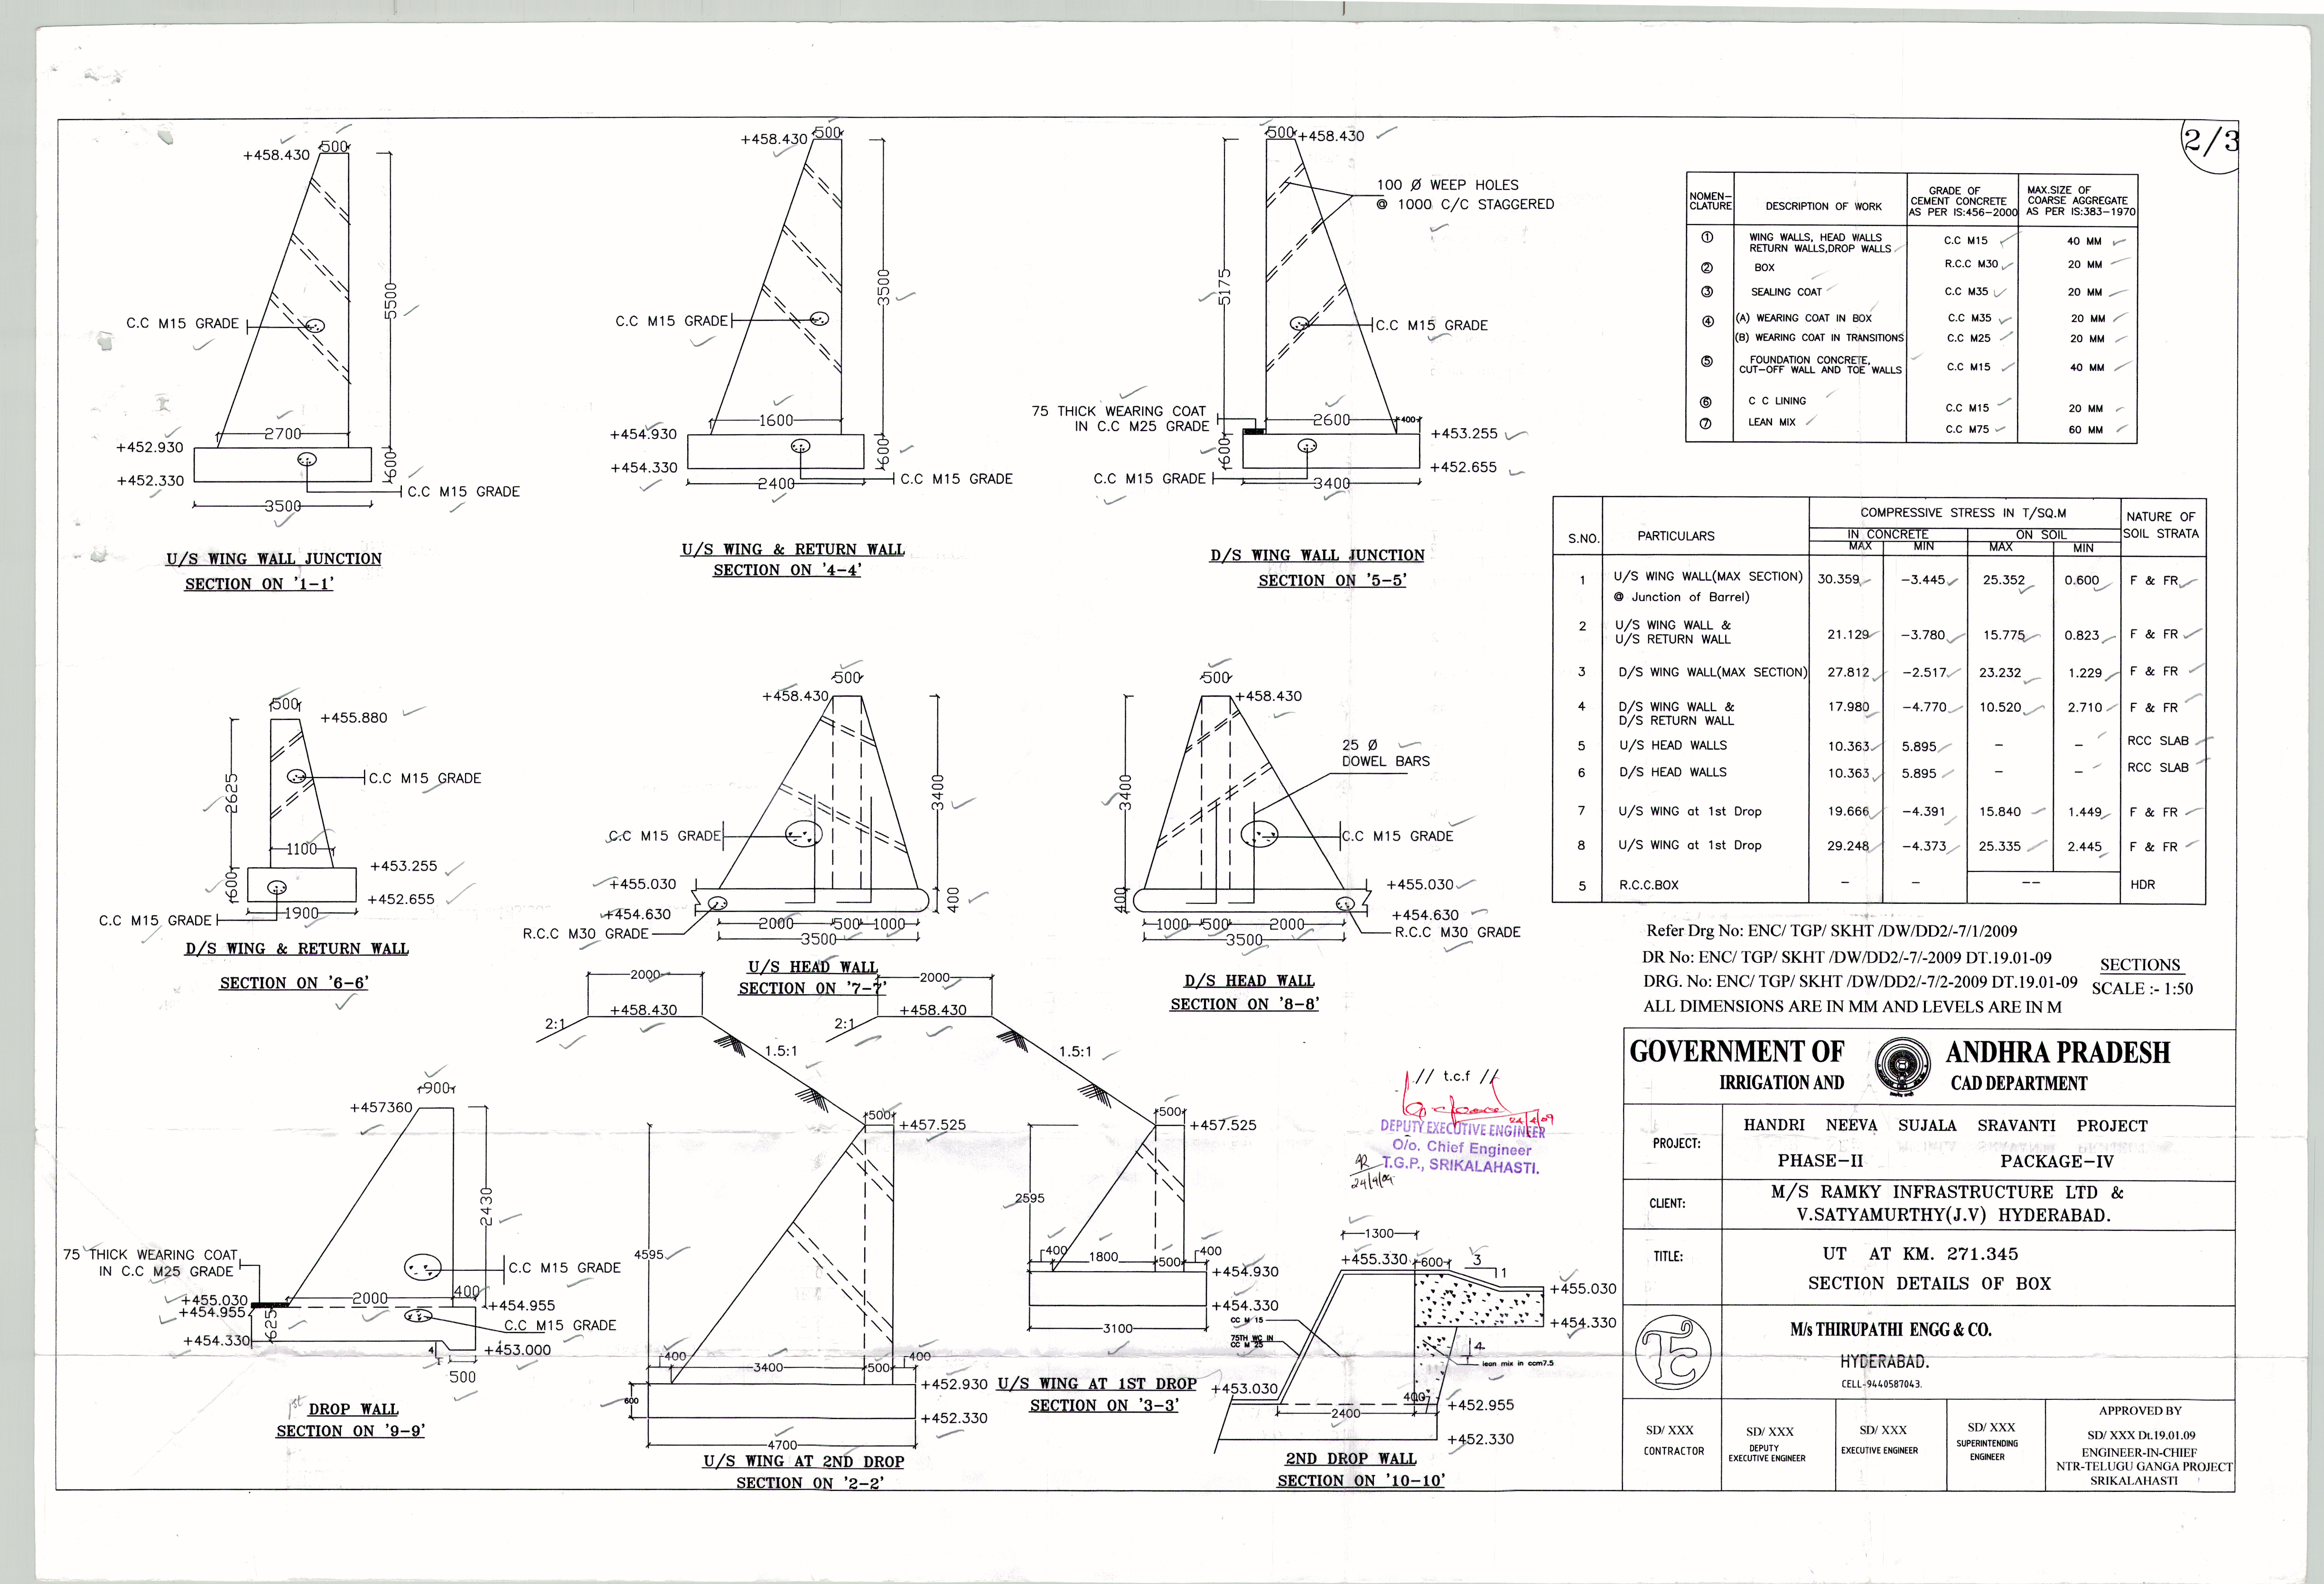 2/3
+458.430
500
5500
C.C M15 GRADE
2700
+452.930
+452.330
600
C.C M15 GRADE
3500
U/S WING WALL JUNCTION
SECTION ON '1-1'
+458.430
500
3500
C.C M15 GRADE
1600
+454.930
+454.330
600
C.C M15 GRADE
2400
U/S WING & RETURN WALL
SECTION ON '4-4'
500
+458.430
100 Ø WEEP HOLES
@ 1000 C/C STAGGERED
5175
C.C M15 GRADE
75 THICK WEARING COAT
IN C.C M25 GRADE
2600
400
+453.255
600
+452.655
C.C M15 GRADE
3400
D/S WING WALL JUNCTION
SECTION ON '5-5'
NOMEN-
CLATURE
DESCRIPTION OF WORK
GRADE OF
CEMENT CONCRETE
AS PER IS:456-2000
MAX.SIZE OF
COARSE AGGREGATE
AS PER IS:383-1970
1 WING WALLS, HEAD WALLS
RETURN WALLS,DROP WALLS C.C M15 40 MM
2 BOX R.C.C M30 20 MM
3 SEALING COAT C.C M35 20 MM
4 (A) WEARING COAT IN BOX C.C M35 20 MM
(B) WEARING COAT IN TRANSITIONS C.C M25 20 MM
5 FOUNDATION CONCRETE,
CUT-OFF WALL AND TOE WALLS C.C M15 40 MM
6 C C LINING C.C M15 20 MM
7 LEAN MIX C.C M75 60 MM
S.NO. PARTICULARS
COMPRESSIVE STRESS IN T/SQ.M
IN CONCRETE ON SOIL
MAX MIN MAX MIN
NATURE OF
SOIL STRATA
1 U/S WING WALL(MAX SECTION) 30.359 -3.445 25.352 0.600 F & FR
@ Junction of Barrel)
2 U/S WING WALL &
U/S RETURN WALL 21.129 -3.780 15.775 0.823 F & FR
3 D/S WING WALL(MAX SECTION) 27.812 -2.517 23.232 1.229 F & FR
4 D/S WING WALL &
D/S RETURN WALL 17.980 -4.770 10.520 2.710 F & FR
5 U/S HEAD WALLS 10.363 5.895 - - RCC SLAB
6 D/S HEAD WALLS 10.363 5.895 - - RCC SLAB
7 U/S WING at 1st Drop 19.666 -4.391 15.840 1.449 F & FR
8 U/S WING at 1st Drop 29.248 -4.373 25.335 2.445 F & FR
5 R.C.C.BOX - - -- HDR
500
+455.880
2625
C.C M15 GRADE
1100
+453.255
600
+452.655
C.C M15 GRADE
1900
D/S WING & RETURN WALL
SECTION ON '6-6'
500
+458.430
3400
C.C M15 GRADE
+455.030
+454.630
400
R.C.C M30 GRADE
2000
500
1000
3500
U/S HEAD WALL
SECTION ON '7-7'
500
+458.430
3400
25 Ø
DOWEL BARS
C.C M15 GRADE
+455.030
400
+454.630
1000
500
2000
R.C.C M30 GRADE
3500
D/S HEAD WALL
SECTION ON '8-8'
900
+457360
2430
75 THICK WEARING COAT
IN C.C M25 GRADE
C.C M15 GRADE
2000
400
+455.030
+454.955
+454.955
625
C.C M15 GRADE
+454.330
4
+453.000
500
1st
DROP WALL
SECTION ON '9-9'
2000
+458.430
2:1
1.5:1
500
+457.525
4595
400
3400
500
400
+452.930
600
+452.330
4700
U/S WING AT 2ND DROP
SECTION ON '2-2'
2000
+458.430
2:1
1.5:1
500
+457.525
2595
400
1800
500
400
+454.930
+454.330
3100
U/S WING AT 1ST DROP
SECTION ON '3-3'
// t.c.f //
24/4/09
DEPUTY EXECUTIVE ENGINEER
O/o. Chief Engineer
T.G.P., SRIKALAHASTI.
24/4/09
1300
+455.330
600
3
1
+455.030
+454.330
CC M 15
75TH WC IN
CC M 25
4
lean mix in ccm7.5
+453.030
400
2400
+452.955
+452.330
2ND DROP WALL
SECTION ON '10-10'
Refer Drg No: ENC/ TGP/ SKHT /DW/DD2/-7/1/2009
DR No: ENC/ TGP/ SKHT /DW/DD2/-7/-2009 DT.19.01-09
DRG. No: ENC/ TGP/ SKHT /DW/DD2/-7/2-2009 DT.19.01-09
ALL DIMENSIONS ARE IN MM AND LEVELS ARE IN M
SECTIONS
SCALE :- 1:50
GOVERNMENT OF ANDHRA PRADESH
IRRIGATION AND CAD DEPARTMENT
PROJECT: HANDRI NEEVA SUJALA SRAVANTI PROJECT
PHASE-II PACKAGE-IV
CLIENT: M/S RAMKY INFRASTRUCTURE LTD &
V.SATYAMURTHY(J.V) HYDERABAD.
TITLE: UT AT KM. 271.345
SECTION DETAILS OF BOX
M/s THIRUPATHI ENGG & CO.
HYDERABAD.
CELL-9440587043.
SD/ XXX
CONTRACTOR
SD/ XXX
DEPUTY
EXECUTIVE ENGINEER
SD/ XXX
EXECUTIVE ENGINEER
SD/ XXX
SUPERINTENDING
ENGINEER
APPROVED BY
SD/ XXX Dt.19.01.09
ENGINEER-IN-CHIEF
NTR-TELUGU GANGA PROJECT
SRIKALAHASTI